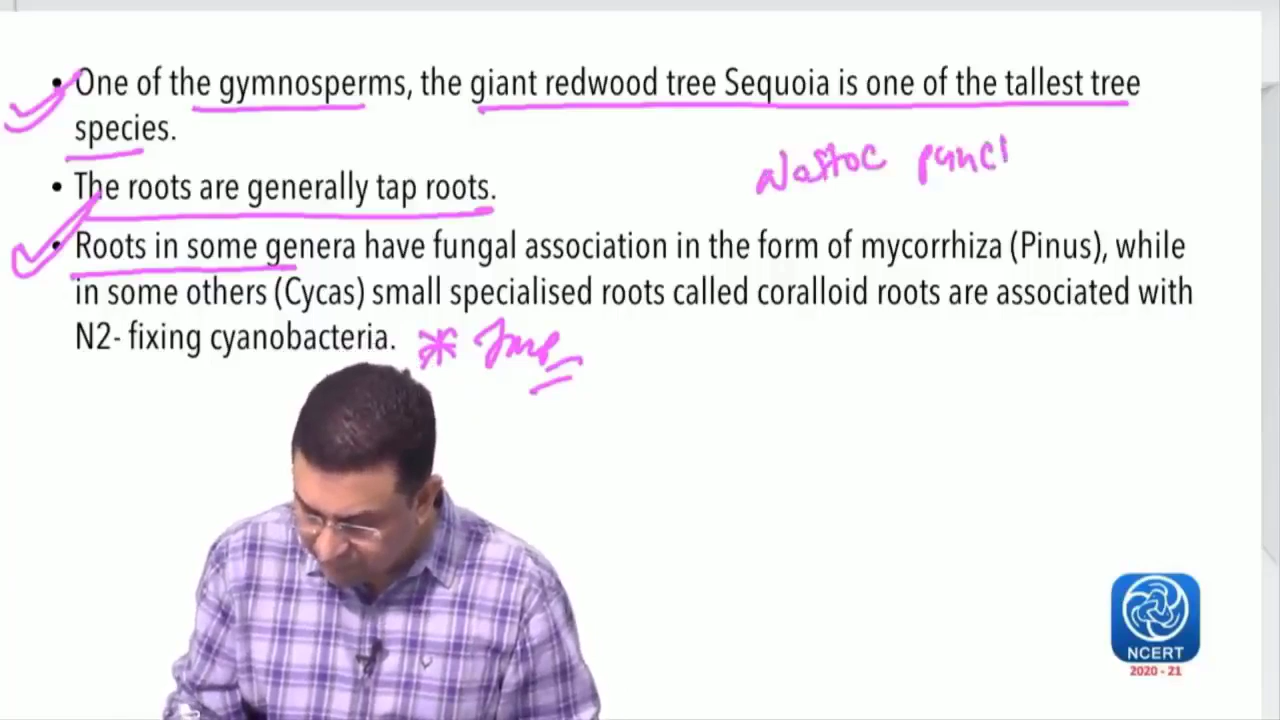 • One of the gymnosperms, the giant redwood tree Sequoia is one of the tallest tree
species.
Nostoc punci
• The roots are generally tap roots.
• Roots in some genera have fungal association in the form of mycorrhiza (Pinus), while
in some others (Cycas) small specialised roots called coralloid roots are associated with
N2- fixing cyanobacteria. * Imp
NCERT
2020 - 21